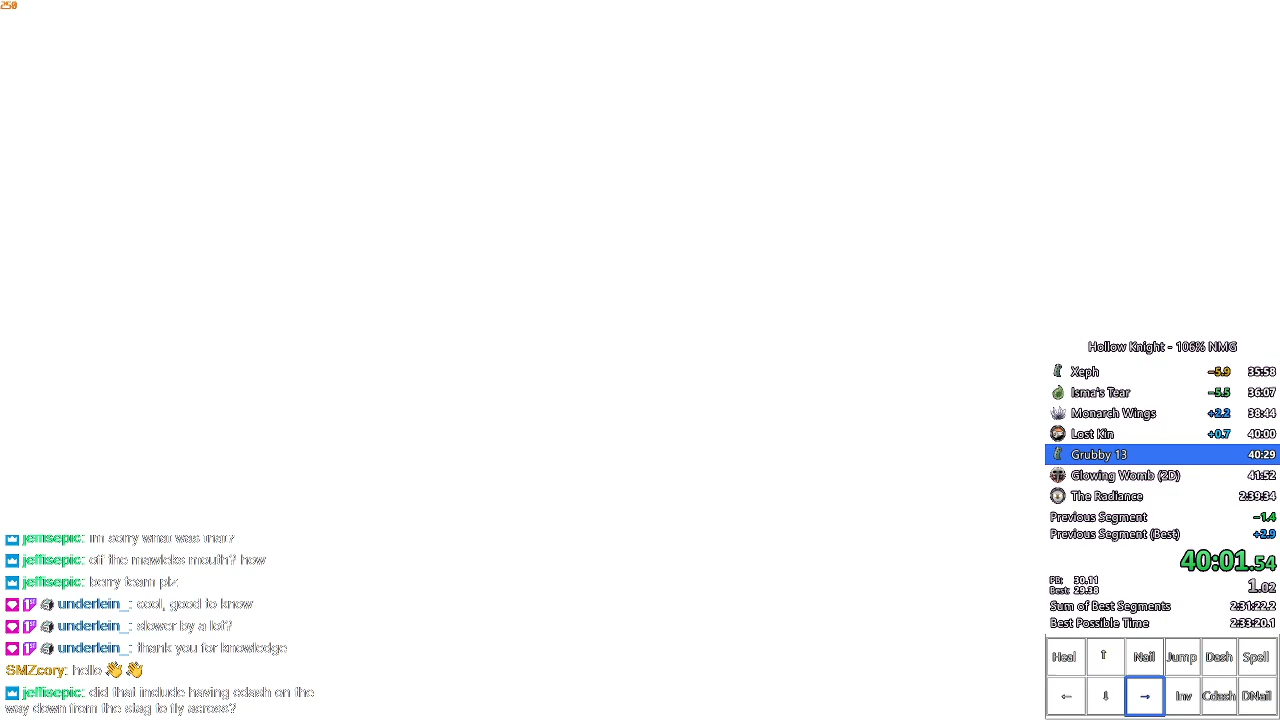 250
Hollow Knight - 106% NMG
Xeph -5.9 35:58
Isma's Tear -5.5 36:07
Monarch Wings +2.2 38:44
Lost Kin +0.7 40:00
Grubby 13 40:29
Glowing Womb (2D) 41:52
The Radiance 2:39:34
Previous Segment -1.4
Previous Segment (Best) +2.9
40:01.54
PB: 30.11
Best: 29.38
1.02
Sum of Best Segments 2:31:22.2
Best Possible Time 2:33:20.1
Heal ↑ Nail Jump Dash Spell
← ↓ → Inv Cdash DNail
jeffisepic: im sorry what was that?
jeffisepic: off the mawleks mouth? how
jeffisepic: berry team plz
underlein_: cool, good to know
underlein_: slower by a lot?
underlein_: thank you for knowledge
SMZcory: hello 👋 👋
jeffisepic: did that include having cdash on the
way down from the stag to fly across?